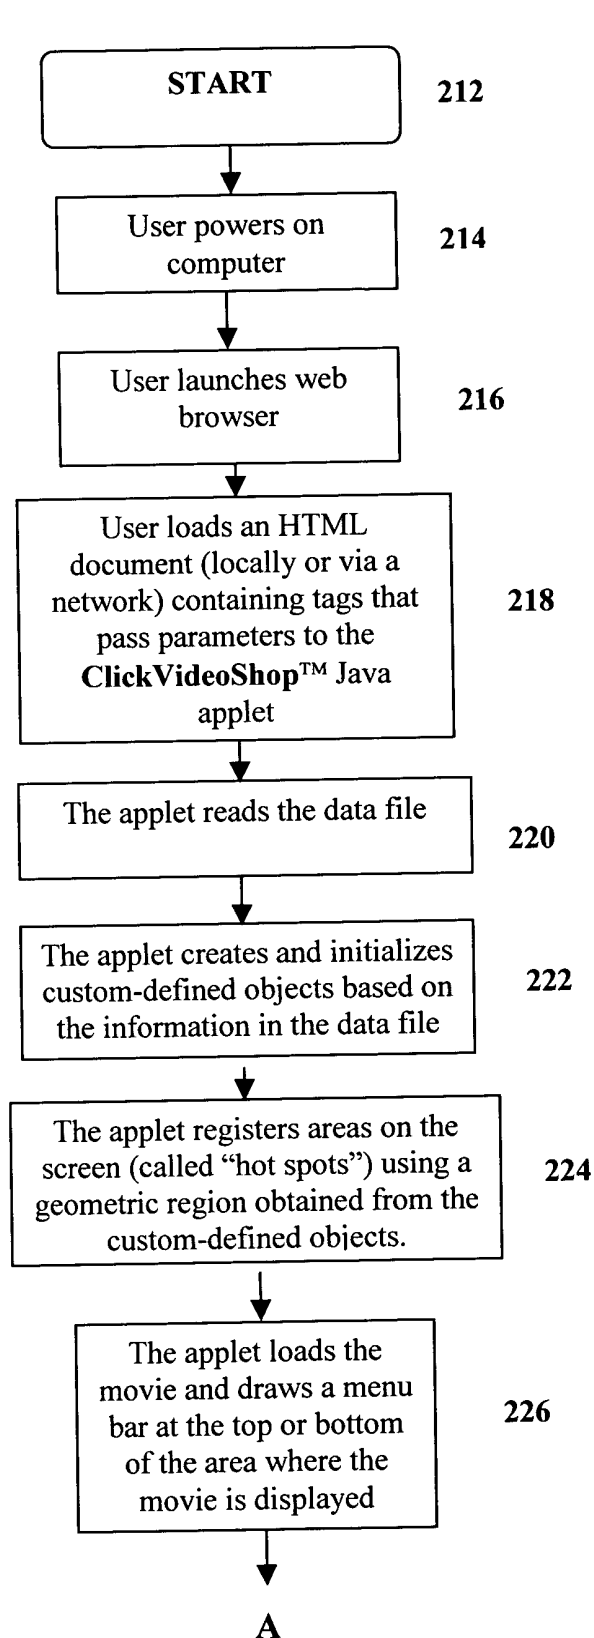 START
212
User powers on
computer
214
User launches web
browser
216
User loads an HTML
document (locally or via a
network) containing tags that
pass parameters to the
ClickVideoShop™ Java
applet
218
The applet reads the data file
220
The applet creates and initializes
custom-defined objects based on
the information in the data file
222
The applet registers areas on the
screen (called “hot spots”) using a
geometric region obtained from the
custom-defined objects.
224
The applet loads the
movie and draws a menu
bar at the top or bottom
of the area where the
movie is displayed
226
A